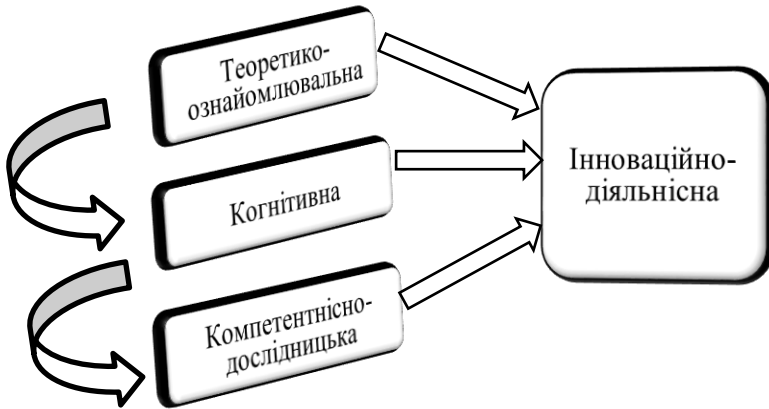 Теоретико-
ознайомлювальна
Когнітивна
Компетентнісно-
дослідницька
Інноваційно-
діяльнісна